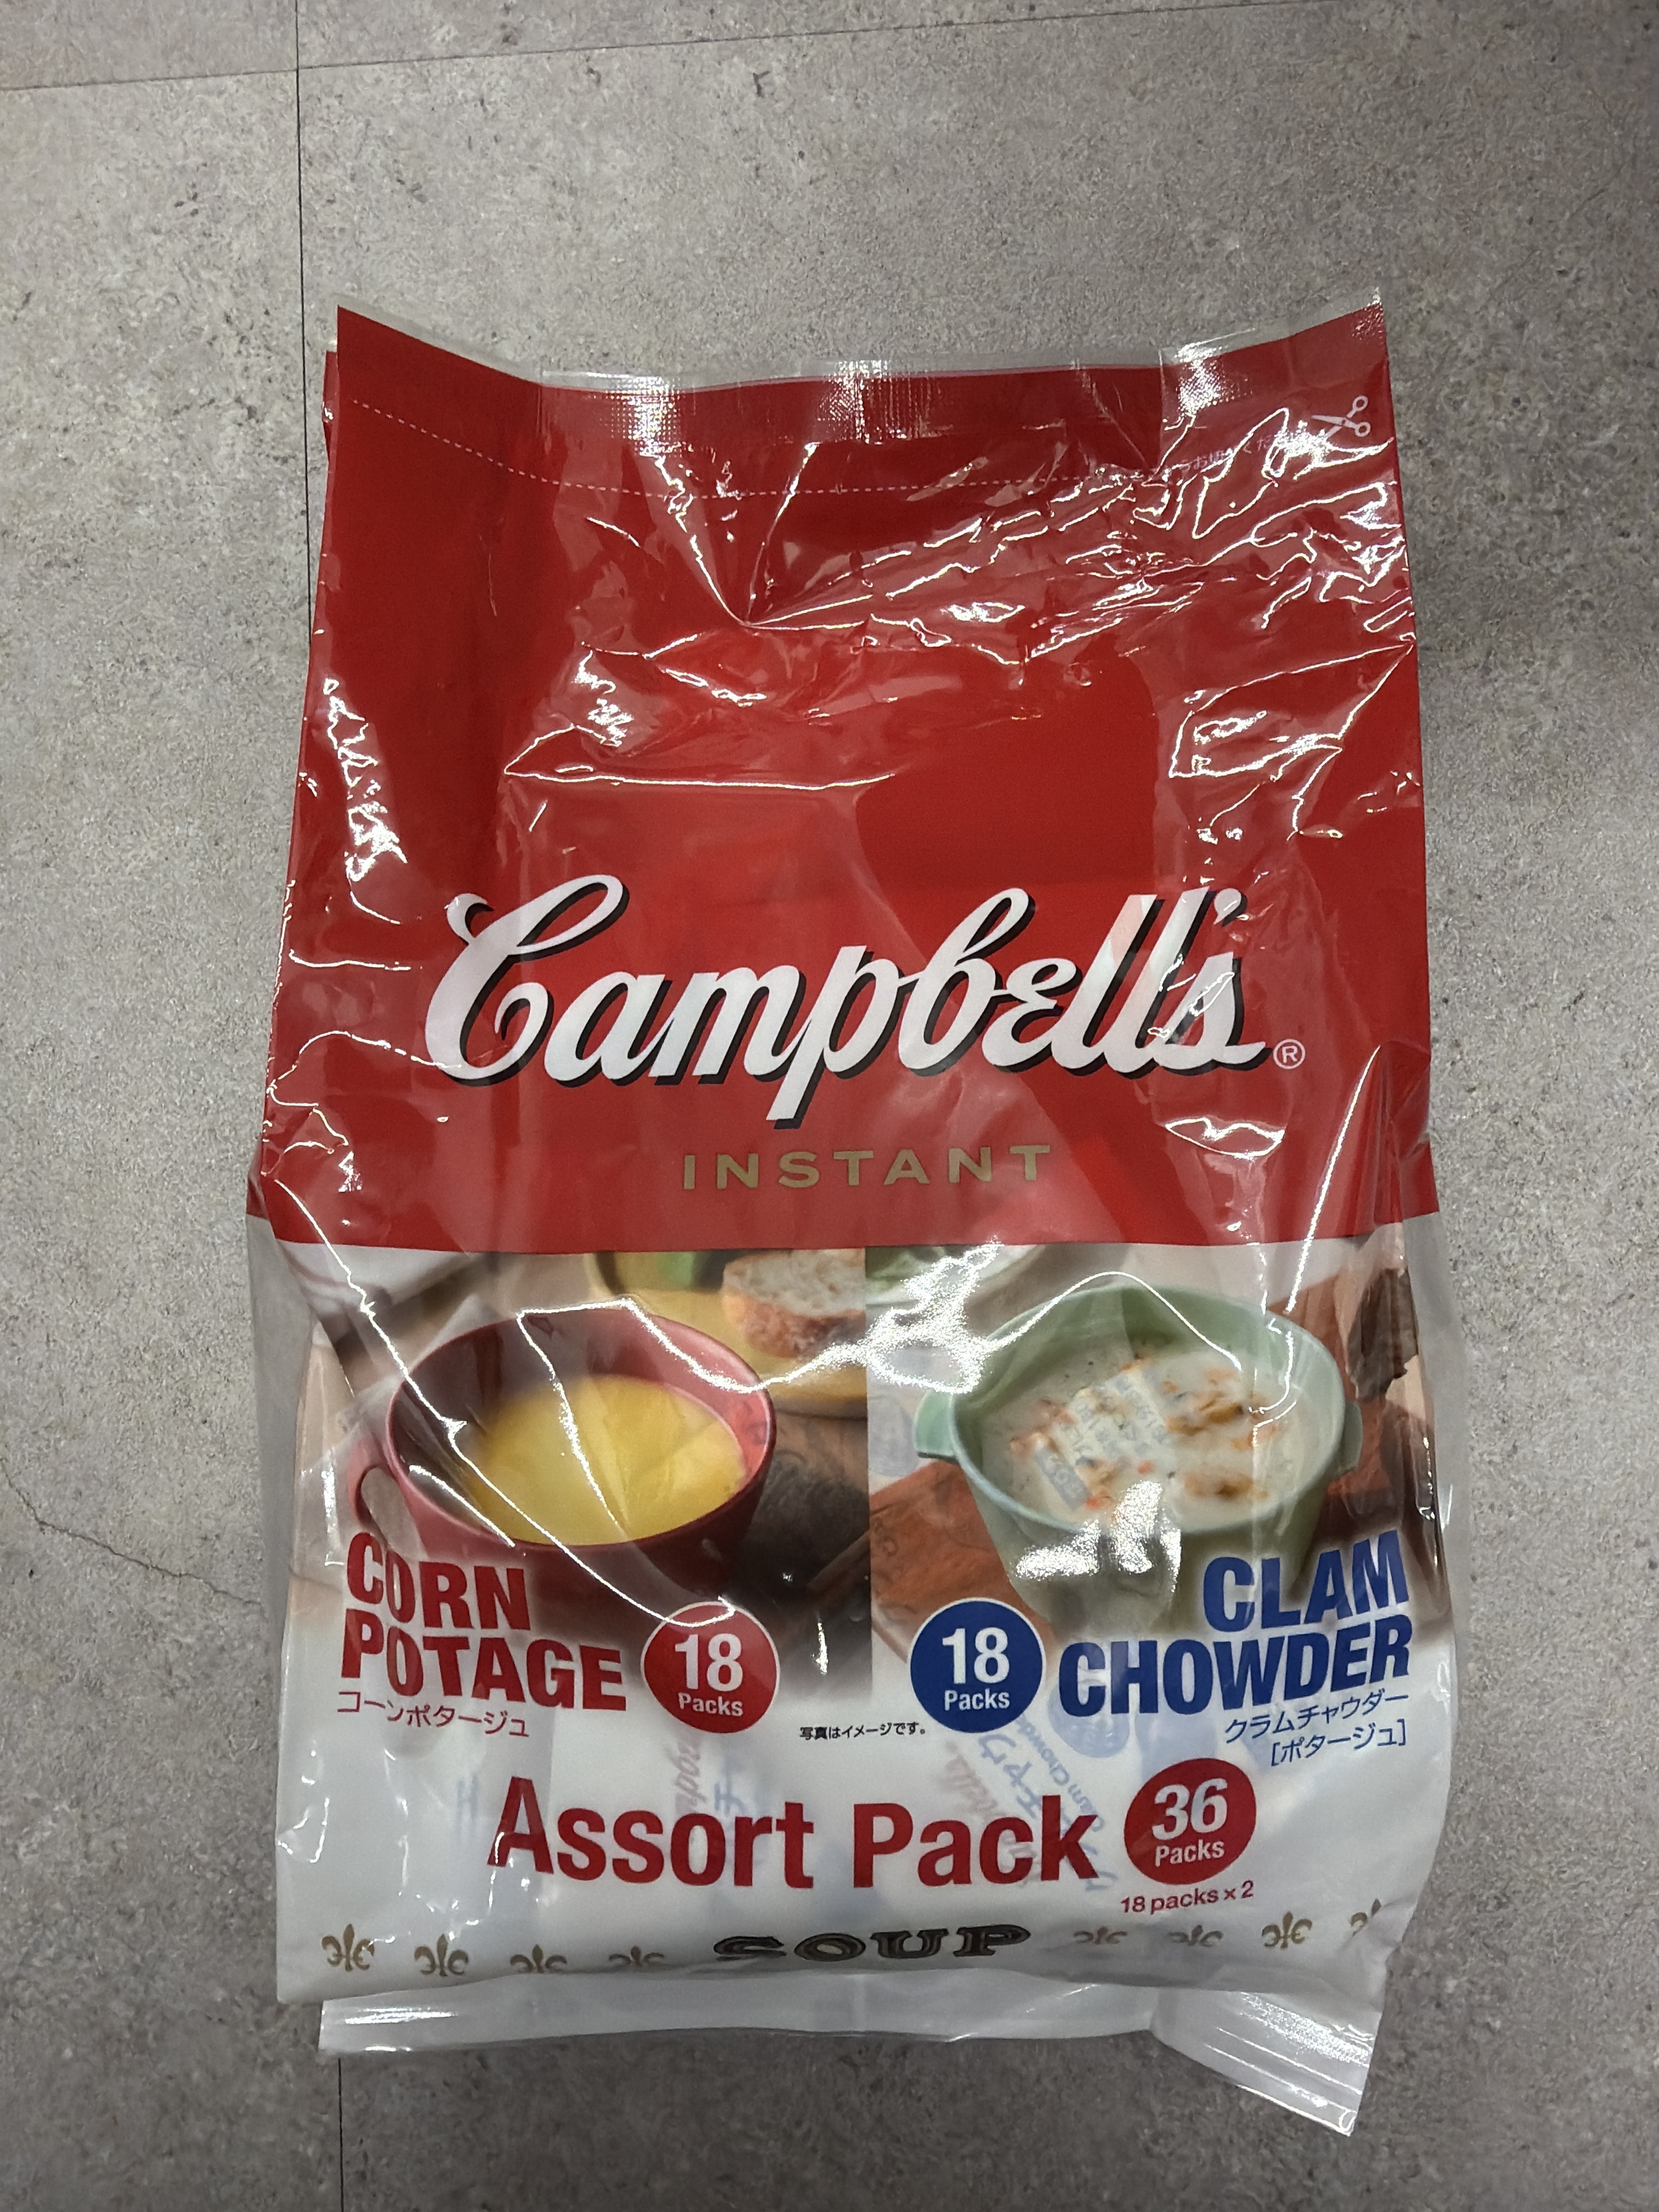 Campbell's®
INSTANT
CORN
POTAGE
コーンポタージュ
18
Packs
18
Packs
CLAM
CHOWDER
クラムチャウダー
[ポタージュ]
写真はイメージです。
Assort Pack
36
Packs
18 packs x 2
SOUP